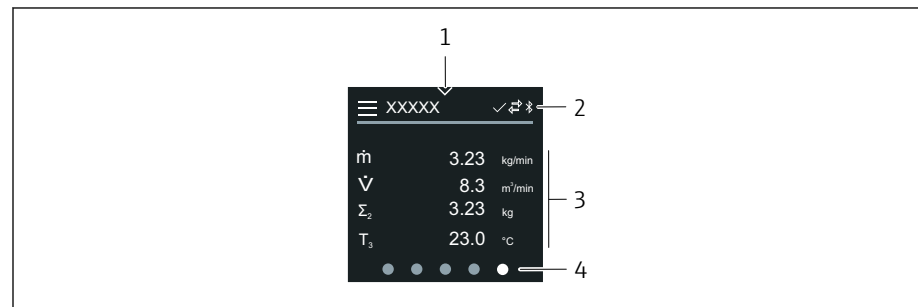 1
XXXXX
2
ṁ 3.23 kg/min
V̇ 8.3 m³/min
Σ₂ 3.23 kg
T₃ 23.0 °C
3
4